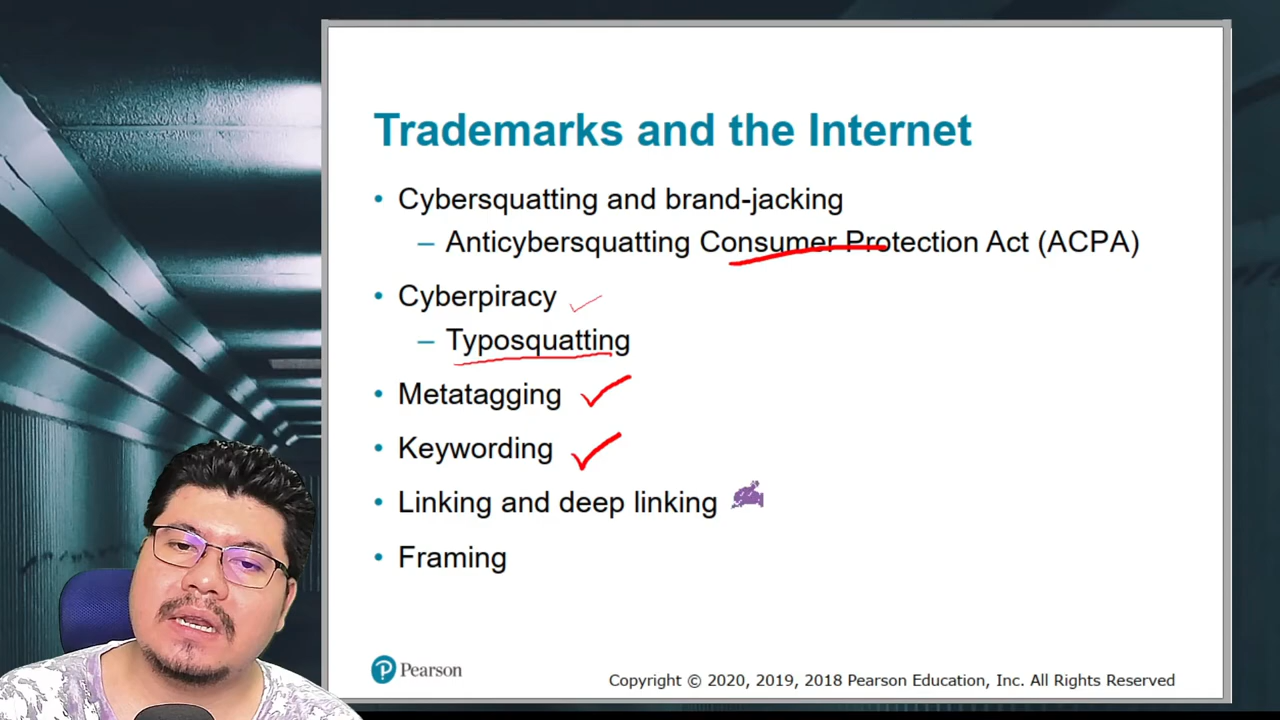 Trademarks and the Internet
• Cybersquatting and brand-jacking
– Anticybersquatting Consumer Protection Act (ACPA)
• Cyberpiracy
– Typosquatting
• Metatagging
• Keywording
• Linking and deep linking
• Framing
P Pearson
Copyright © 2020, 2019, 2018 Pearson Education, Inc. All Rights Reserved